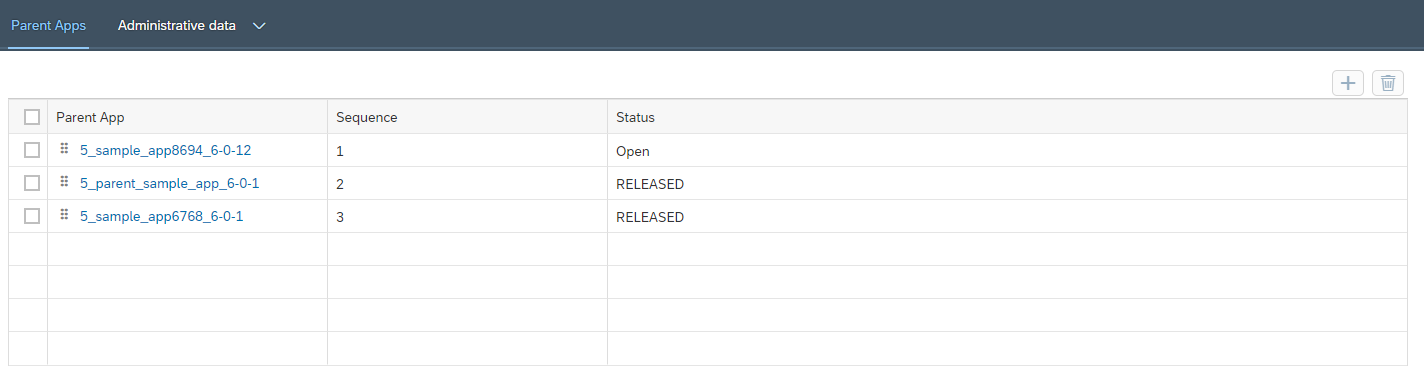 Parent Apps Administrative data
Parent App Sequence Status
5_sample_app8694_6-0-12 1 Open
5_parent_sample_app_6-0-1 2 RELEASED
5_sample_app6768_6-0-1 3 RELEASED